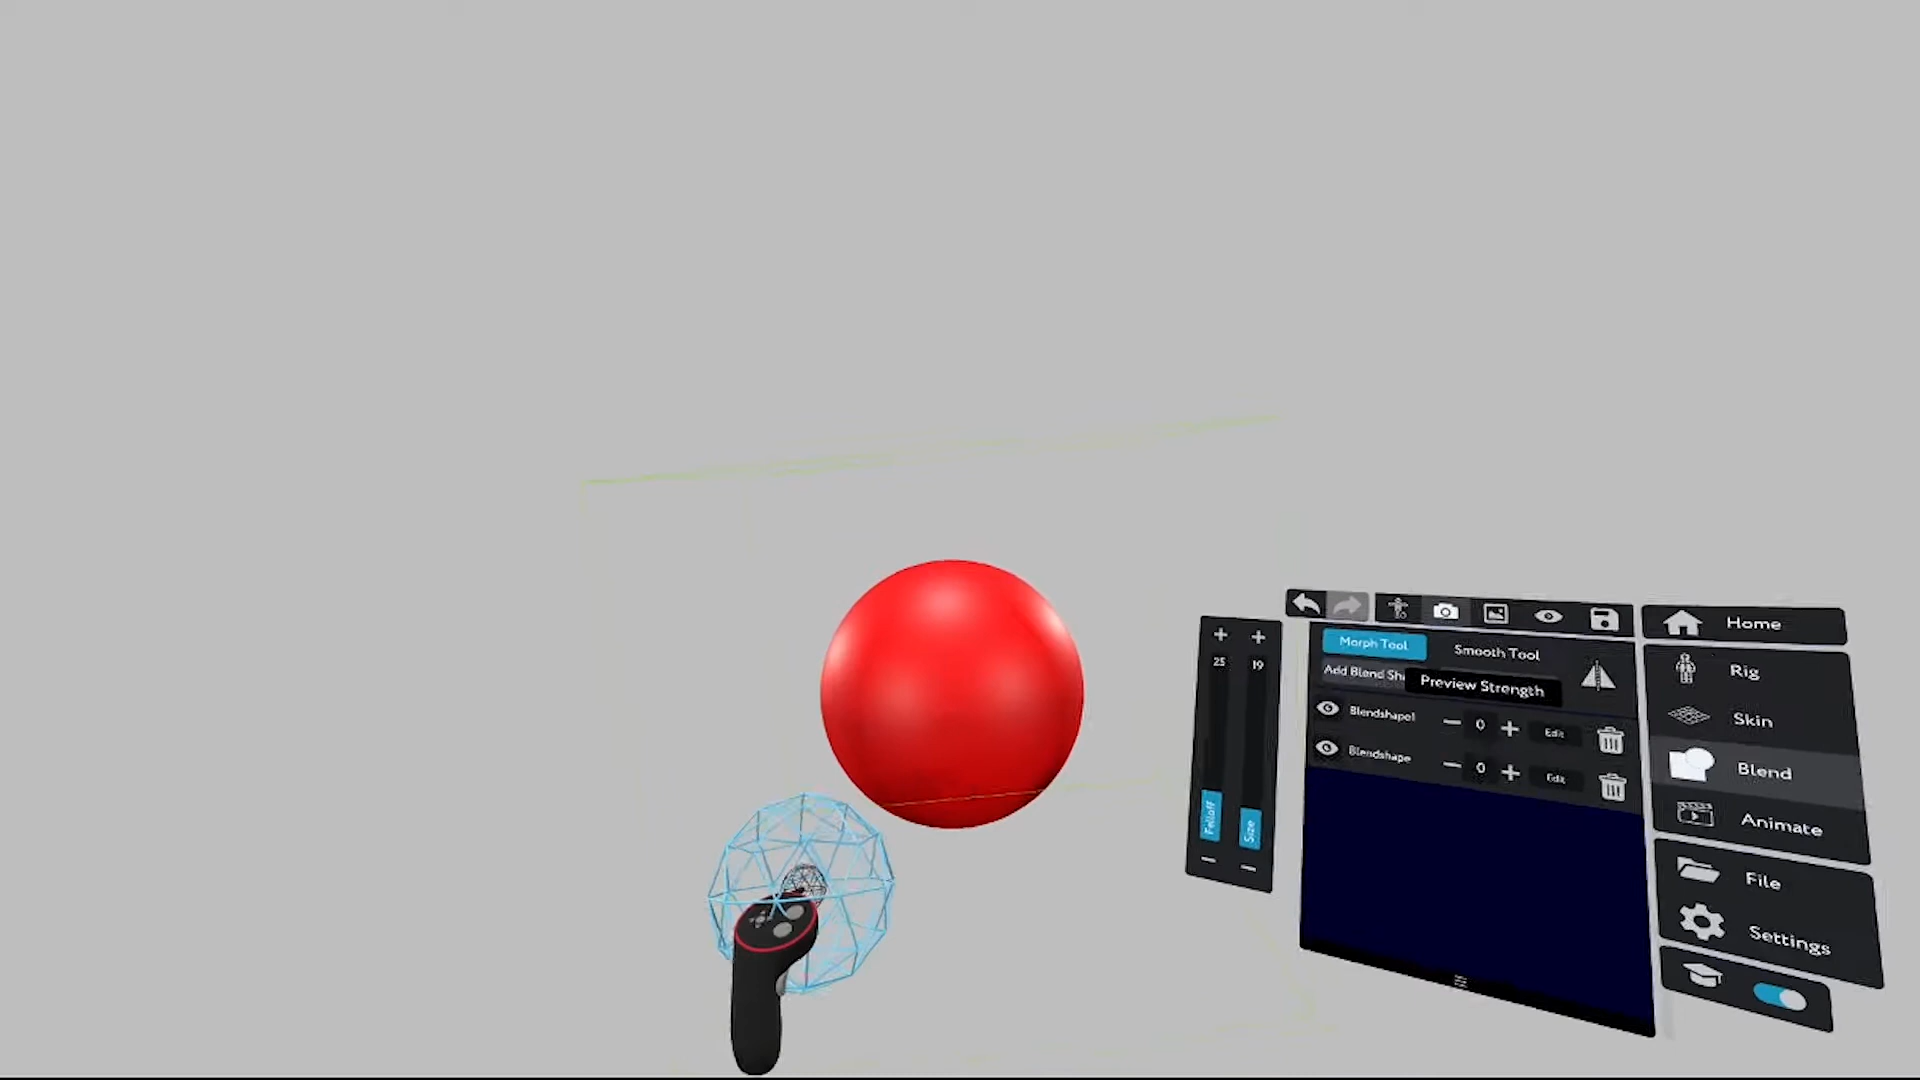 25 19
Falloff
Size
Morph Tool
Smooth Tool
Add Blend Sh
Preview Strength
Blendshape1
0
Edit
Blendshape
0
Edit
Home
Rig
Skin
Blend
Animate
File
Settings